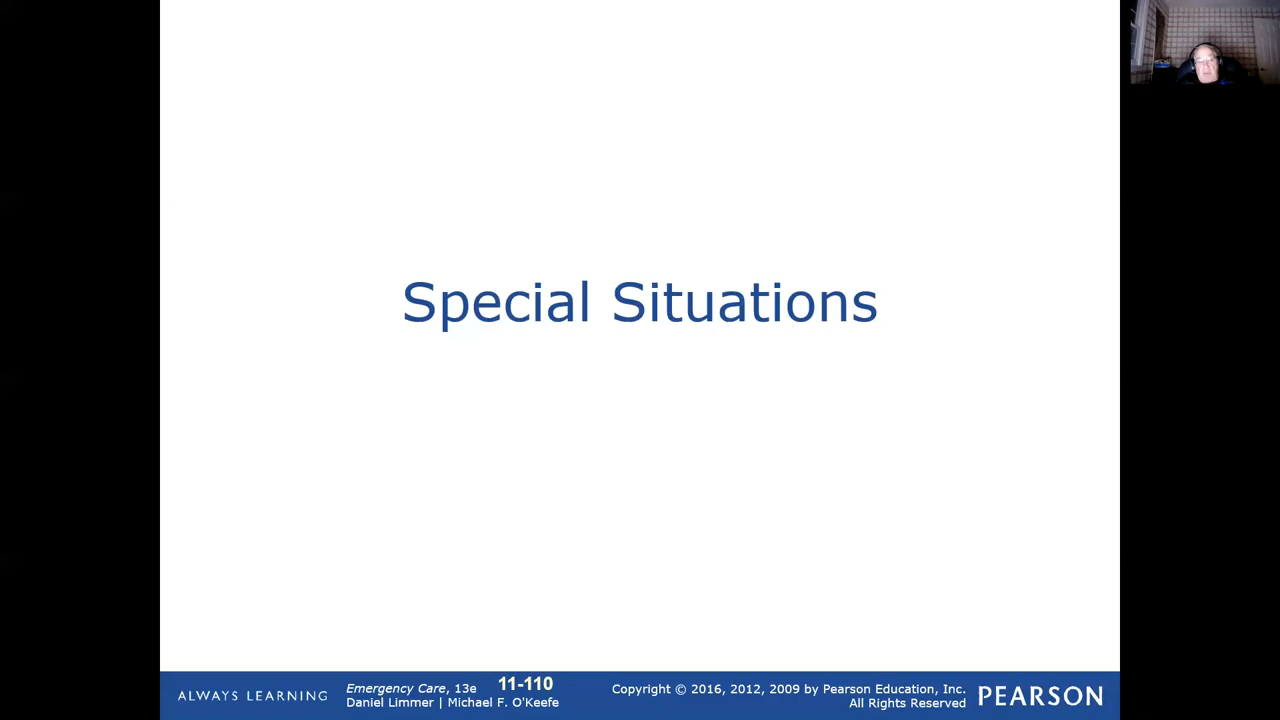 Special Situations
ALWAYS LEARNING
Emergency Care, 13e
Daniel Limmer | Michael F. O'Keefe
11-110
Copyright © 2016, 2012, 2009 by Pearson Education, Inc.
All Rights Reserved
PEARSON